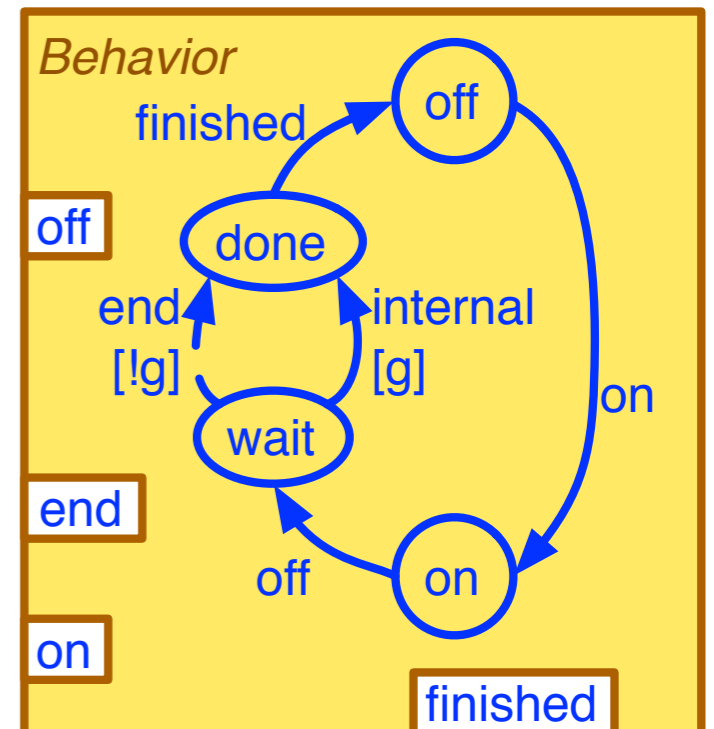 Behavior
off
finished
off
done
end
[!g]
internal
[g]
on
wait
end
off
on
on
finished